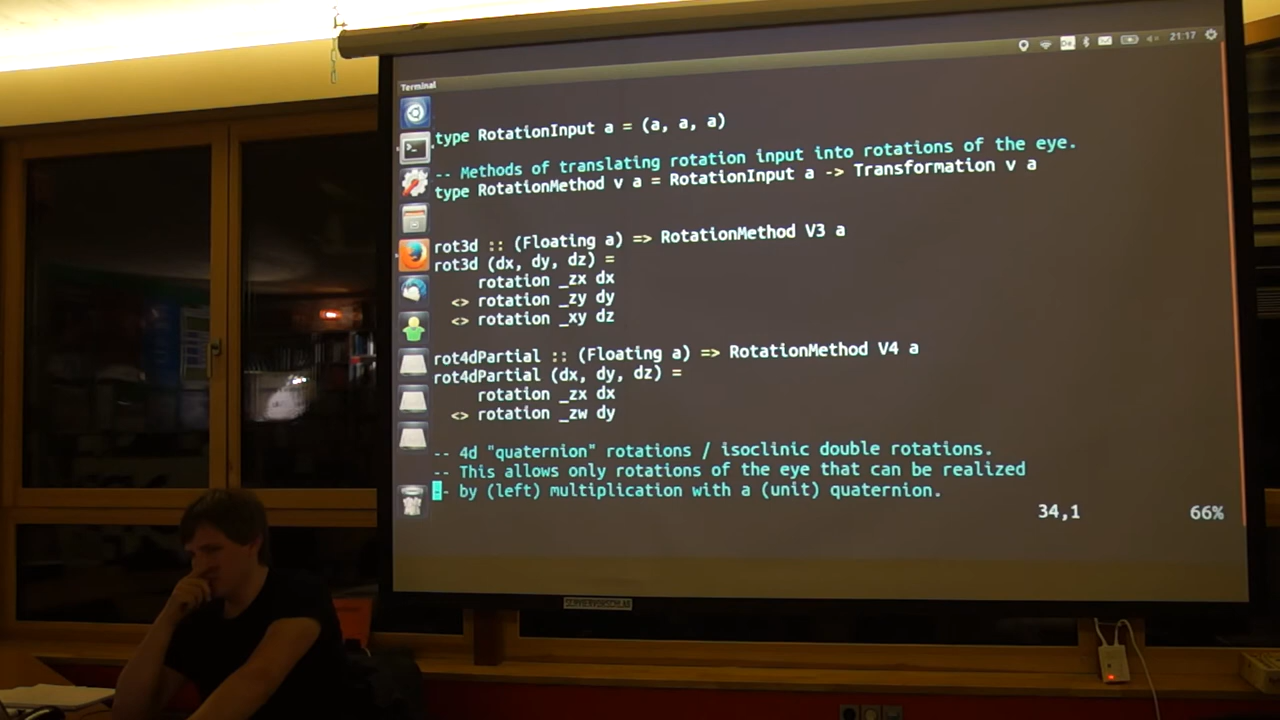 De 21:17
Terminal
type RotationInput a = (a, a, a)
-- Methods of translating rotation input into rotations of the eye.
type RotationMethod v a = RotationInput a -> Transformation v a
rot3d :: (Floating a) => RotationMethod V3 a
rot3d (dx, dy, dz) =
rotation _zx dx
<> rotation _zy dy
<> rotation _xy dz
rot4dPartial :: (Floating a) => RotationMethod V4 a
rot4dPartial (dx, dy, dz) =
rotation _zx dx
<> rotation _zw dy
-- 4d "quaternion" rotations / isoclinic double rotations.
-- This allows only rotations of the eye that can be realized
-- by (left) multiplication with a (unit) quaternion.
34,1 66%